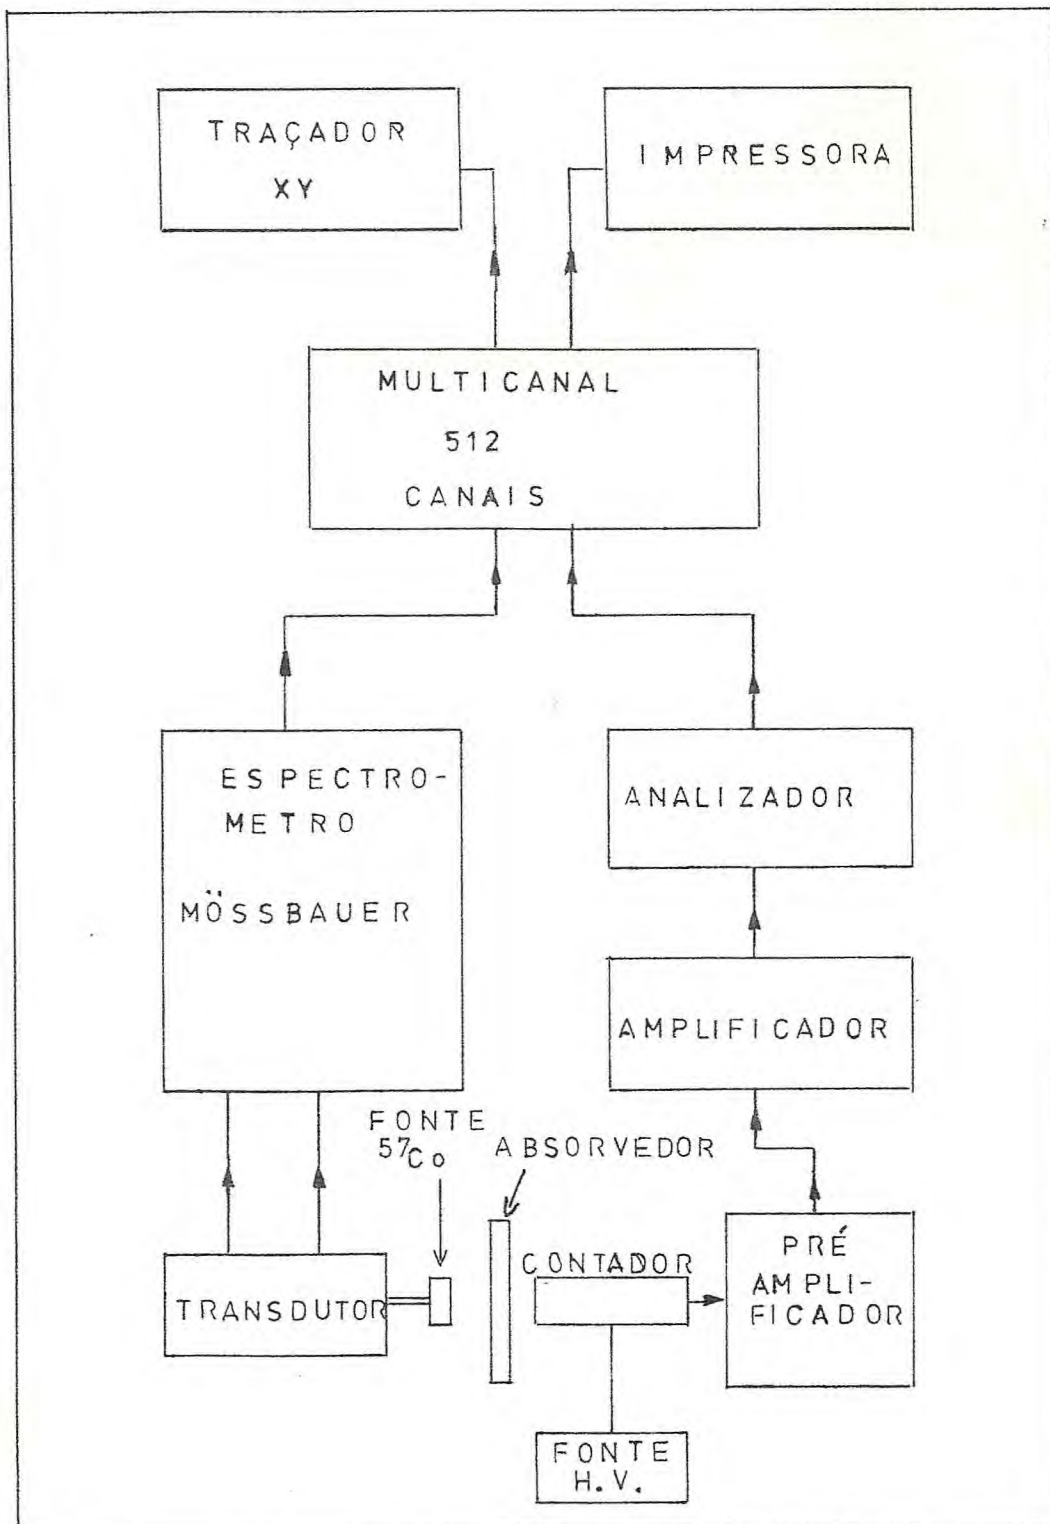 TRAÇADOR
XY
IMPRESSORA
MULTICANAL
512
CANAIS
ESPECTRO-
METRO
MÖSSBAUER
ANALIZADOR
AMPLIFICADOR
FONTE
57Co
ABSORVEDOR
CONTADOR
TRANSDUTOR
PRÉ
AMPLI-
FICADOR
FONTE
H.V.